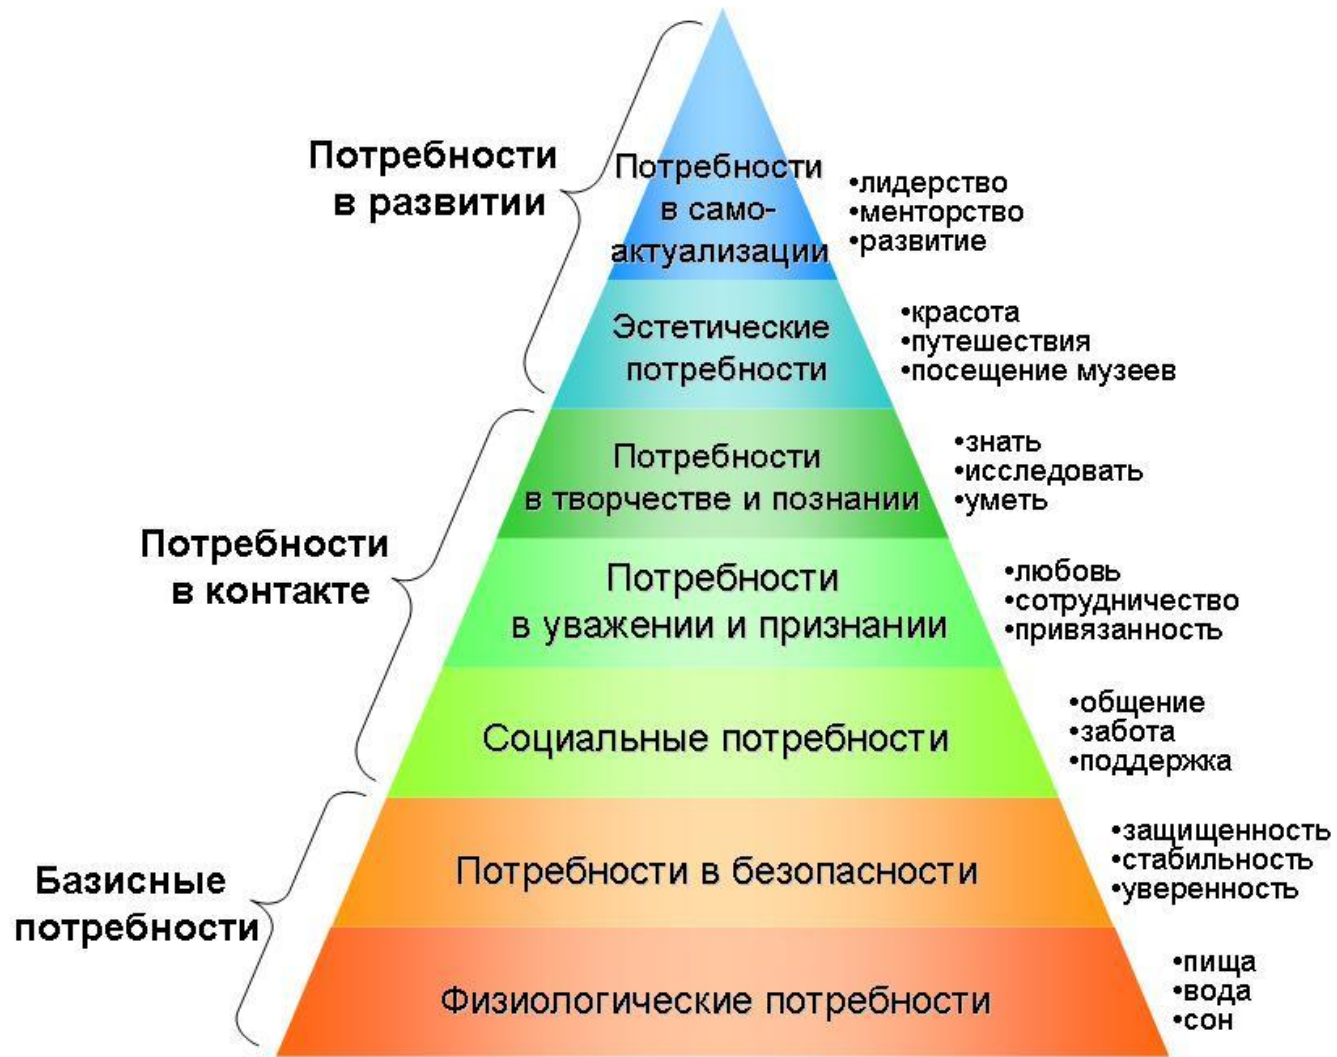 Потребности
в развитии
Потребности
в само-
актуализации
•лидерство
•менторство
•развитие
Эстетические
потребности
•красота
•путешествия
•посещение музеев
Потребности
в контакте
Потребности
в творчестве и познании
•знать
•исследовать
•уметь
Потребности
в уважении и признании
•любовь
•сотрудничество
•привязанность
Социальные потребности
•общение
•забота
•поддержка
Базисные
потребности
Потребности в безопасности
•защищенность
•стабильность
•уверенность
Физиологические потребности
•пища
•вода
•сон